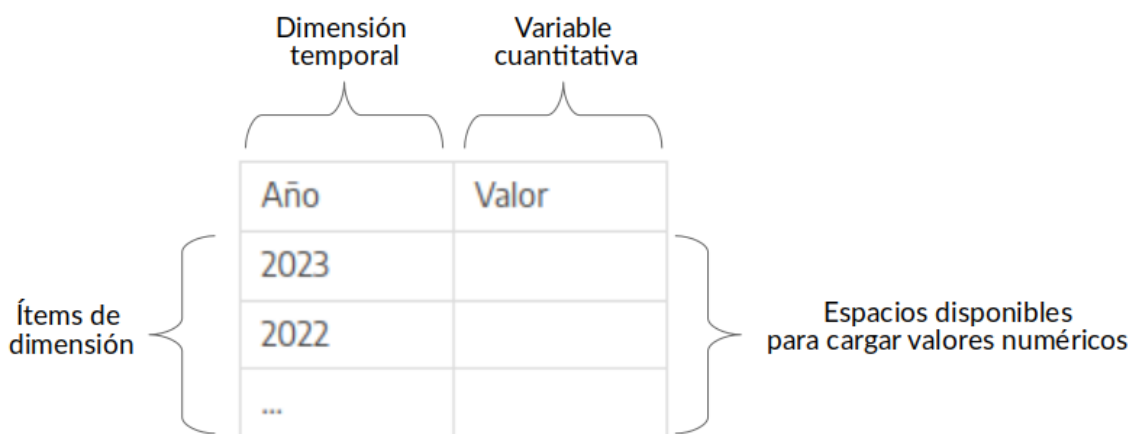 Dimensión
temporal
Variable
cuantitativa
Año
Valor
2023
2022
...
Ítems de
dimensión
Espacios disponibles
para cargar valores numéricos